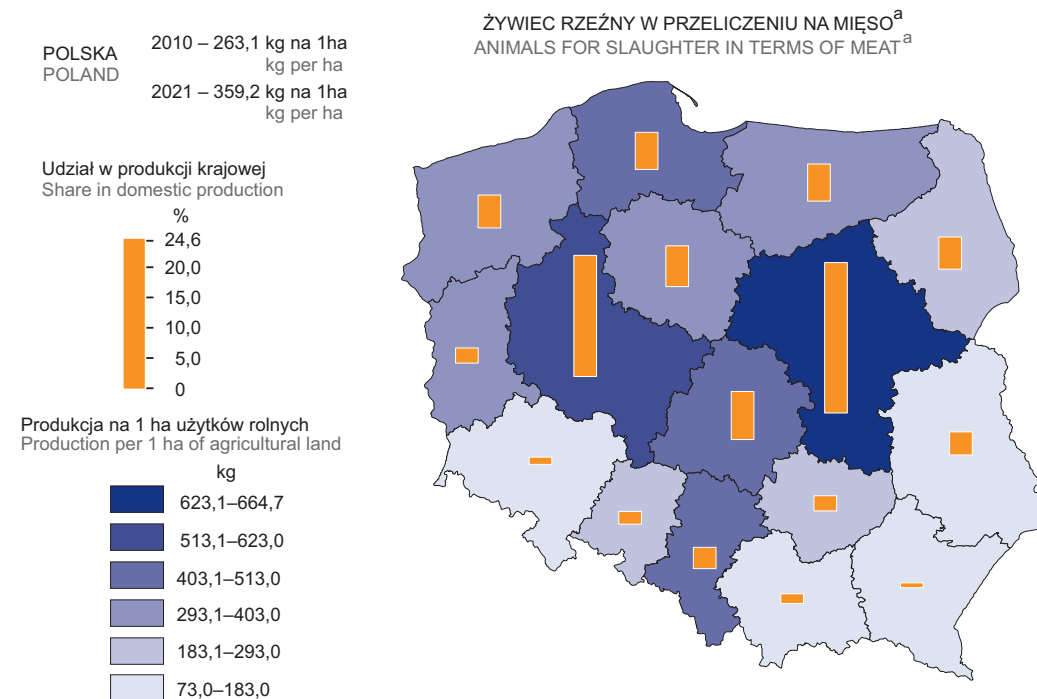 ŻYWIEC RZEŹNY W PRZELICZENIU NA MIĘSOᵃ
ANIMALS FOR SLAUGHTER IN TERMS OF MEATᵃ
POLSKA
POLAND
2010 – 263,1 kg na 1ha
kg per ha
2021 – 359,2 kg na 1ha
kg per ha
Udział w produkcji krajowej
Share in domestic production
%
24,6
20,0
15,0
10,0
5,0
0
Produkcja na 1 ha użytków rolnych
Production per 1 ha of agricultural land
kg
623,1–664,7
513,1–623,0
403,1–513,0
293,1–403,0
183,1–293,0
73,0–183,0